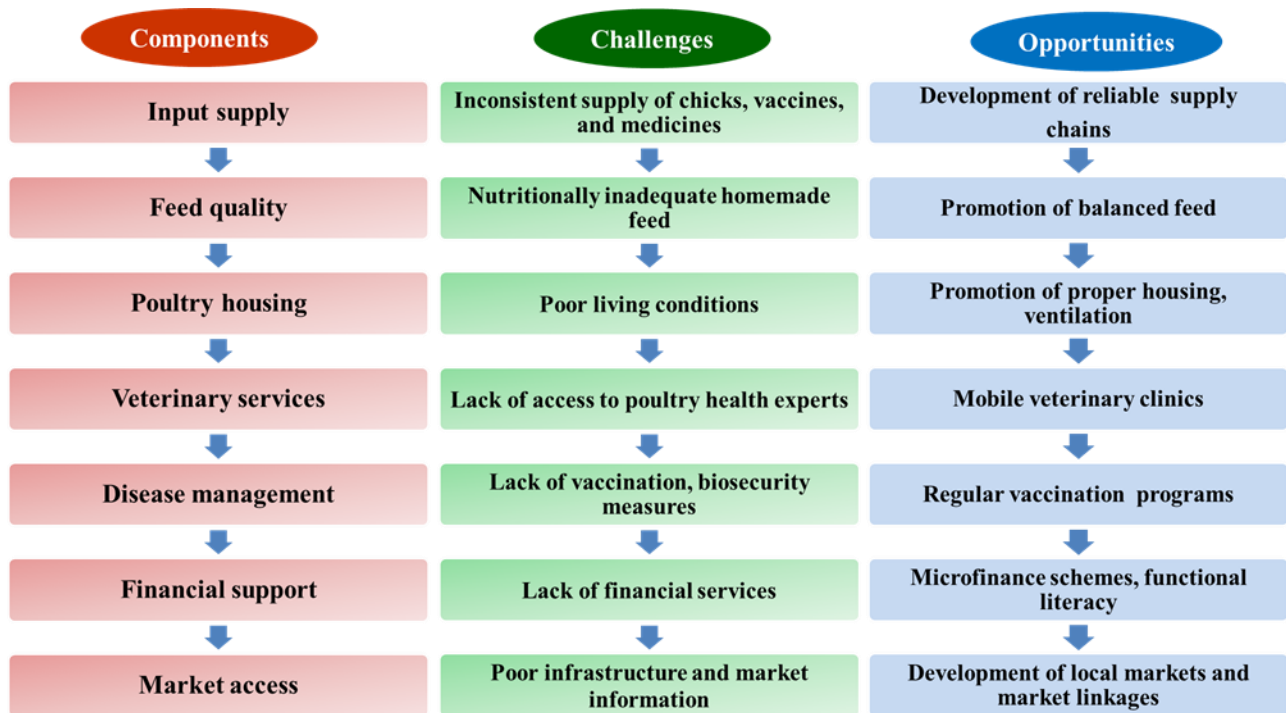 Components
Challenges
Opportunities
Input supply
Inconsistent supply of chicks, vaccines,
and medicines
Development of reliable supply
chains
Feed quality
Nutritionally inadequate homemade
feed
Promotion of balanced feed
Poultry housing
Poor living conditions
Promotion of proper housing,
ventilation
Veterinary services
Lack of access to poultry health experts
Mobile veterinary clinics
Disease management
Lack of vaccination, biosecurity
measures
Regular vaccination programs
Financial support
Lack of financial services
Microfinance schemes, functional
literacy
Market access
Poor infrastructure and market
information
Development of local markets and
market linkages